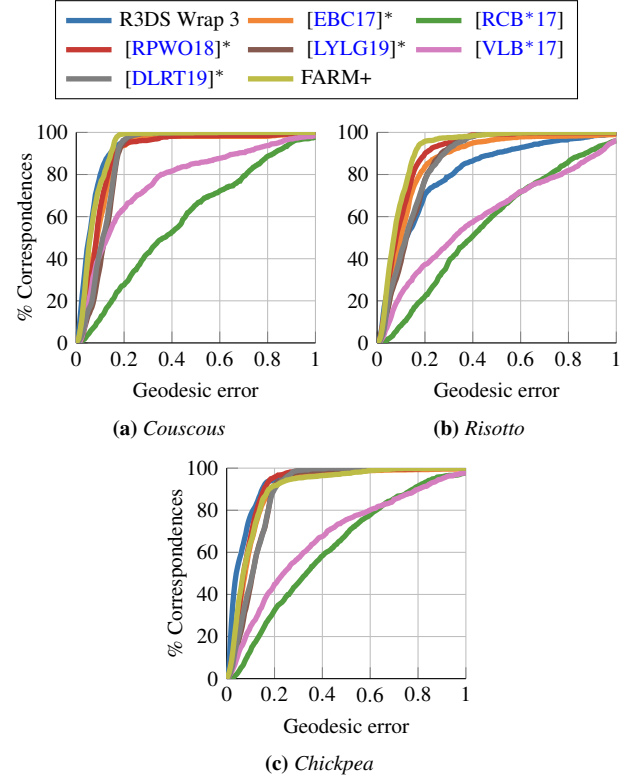 R3DS Wrap 3 [EBC17]* [RCB*17]
[RPWO18]* [LYLG19]* [VLB*17]
[DLRT19]* FARM+
% Correspondences
100
80
60
40
20
0
0 0.2 0.4 0.6 0.8 1
Geodesic error
(a) Couscous
100
80
60
40
20
0
0 0.2 0.4 0.6 0.8 1
Geodesic error
(b) Risotto
% Correspondences
100
80
60
40
20
0
0 0.2 0.4 0.6 0.8 1
Geodesic error
(c) Chickpea